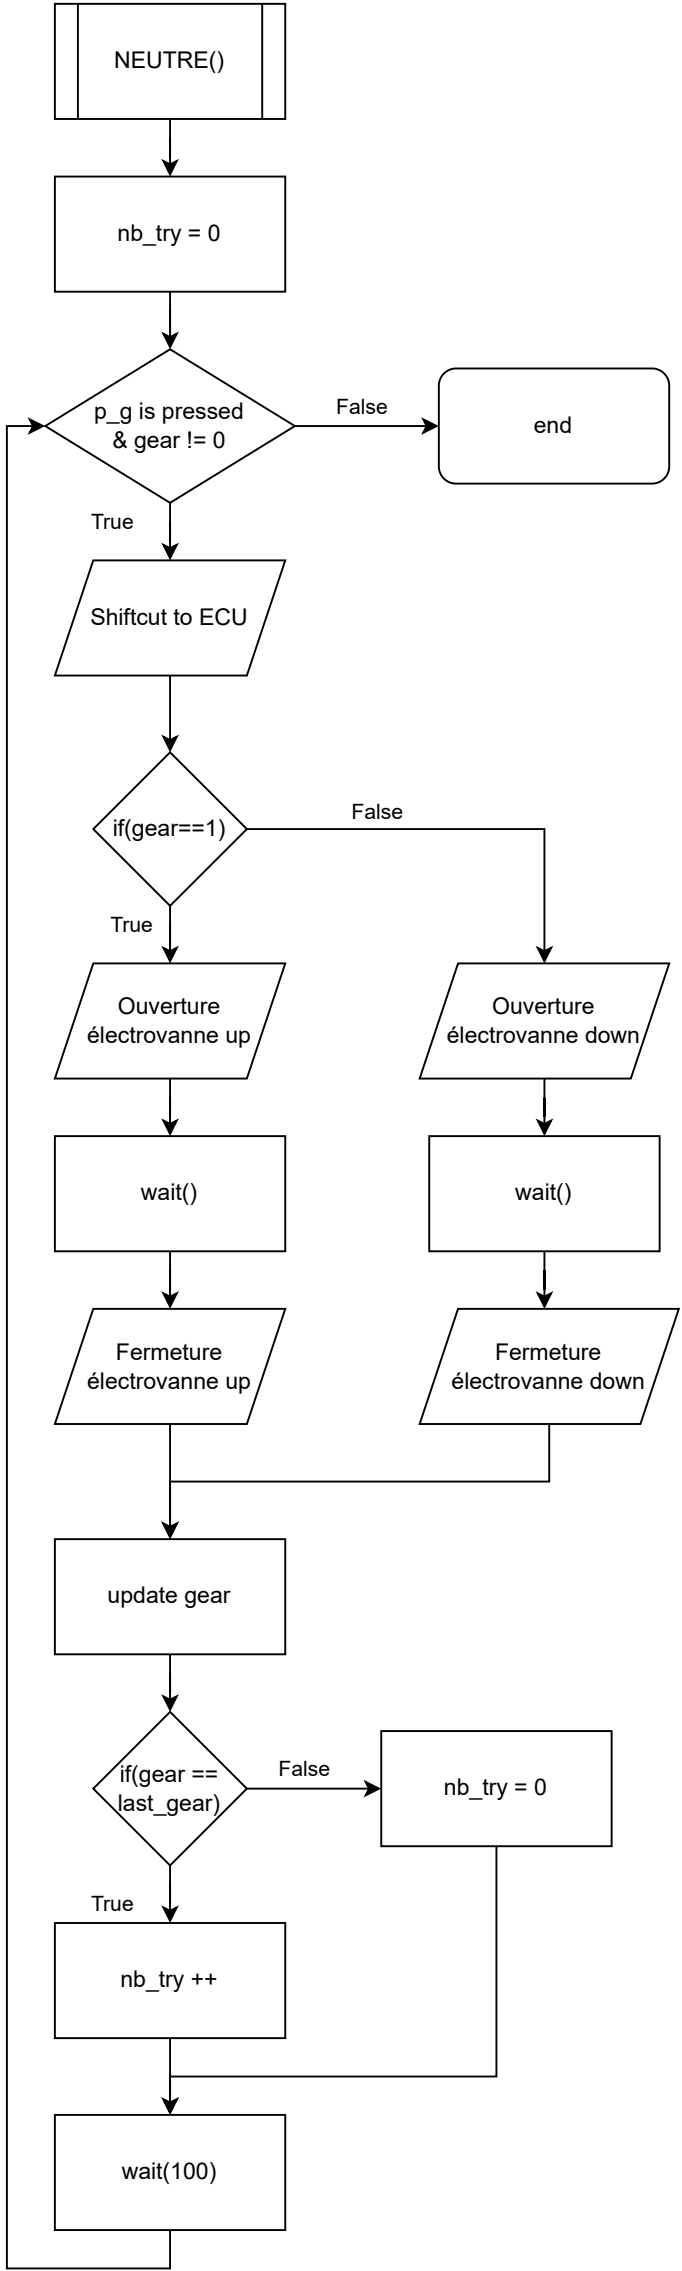 NEUTRE()
nb_try = 0
p_g is pressed
& gear != 0
False
end
True
Shiftcut to ECU
if(gear==1)
False
True
Ouverture
électrovanne up
Ouverture
électrovanne down
wait()
wait()
Fermeture
électrovanne up
Fermeture
électrovanne down
update gear
if(gear ==
last_gear)
False
nb_try = 0
True
nb_try ++
wait(100)